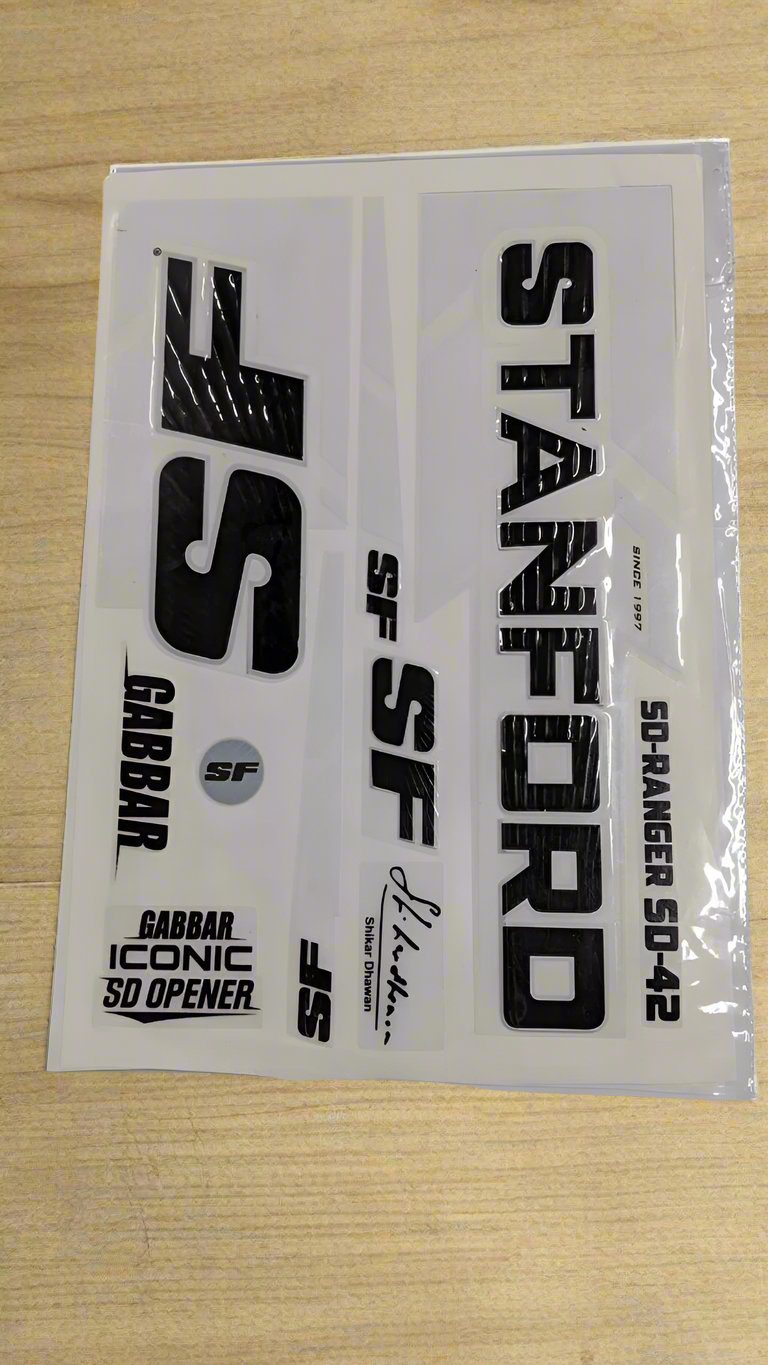 STANFORD
SINCE 1997
SD-RANGER SD-42
SF
SF
SF
Shikar Dhawan
SF
GABBAR
SF
SF
GABBAR
ICONIC
SD OPENER